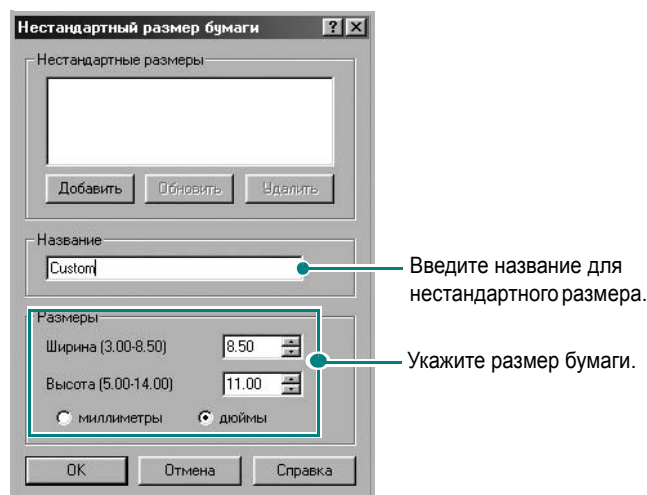 Нестандартный размер бумаги
Нестандартные размеры
Добавить Обновить Удалить
Название
Custom
Введите название для
нестандартного размера.
Размеры
Ширина (3.00-8.50) 8.50
Укажите размер бумаги.
Высота (5.00-14.00) 11.00
миллиметры дюймы
OK Отмена Справка